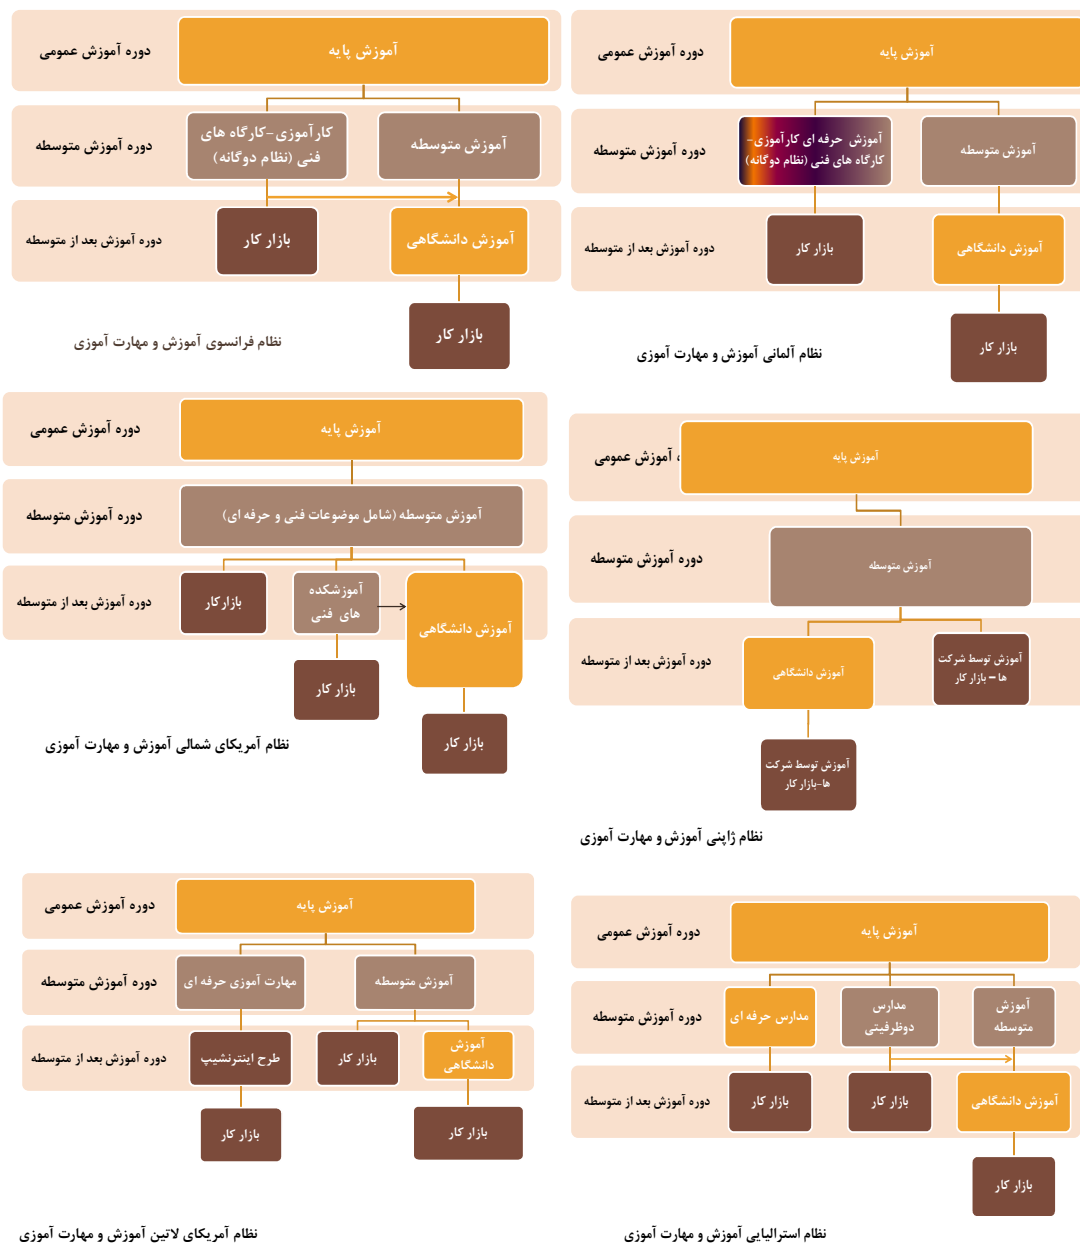 دوره آموزش عمومی
آموزش پایه
دوره آموزش متوسطه
آموزش حرفه ای کارآموزی-
کارگاه های فنی (نظام دوگانه)
آموزش متوسطه
دوره آموزش بعد از متوسطه
بازار کار
آموزش دانشگاهی
بازار کار
نظام آلمانی آموزش و مهارت آموزی
دوره آموزش عمومی
آموزش پایه
دوره آموزش متوسطه
کارآموزی-کارگاه های
فنی (نظام دوگانه)
آموزش متوسطه
دوره آموزش بعد از متوسطه
بازار کار
آموزش دانشگاهی
بازار کار
نظام فرانسوی آموزش و مهارت آموزی
، آموزش عمومی
آموزش پایه
دوره آموزش متوسطه
آموزش متوسطه
دوره آموزش بعد از متوسطه
آموزش دانشگاهی
آموزش توسط شرکت
ها – بازار کار
آموزش توسط شرکت
ها-بازار کار
نظام ژاپنی آموزش و مهارت آموزی
دوره آموزش عمومی
آموزش پایه
دوره آموزش متوسطه
آموزش متوسطه (شامل موضوعات فنی و حرفه ای)
دوره آموزش بعد از متوسطه
بازارکار
آموزشکده
های فنی
آموزش دانشگاهی
بازار کار
بازار کار
نظام آمریکای شمالی آموزش و مهارت آموزی
دوره آموزش عمومی
آموزش پایه
دوره آموزش متوسطه
مدارس حرفه ای
مدارس
دوظرفیتی
آموزش
متوسطه
دوره آموزش بعد از متوسطه
بازار کار
بازار کار
آموزش دانشگاهی
بازار کار
نظام استرالیایی آموزش و مهارت آموزی
دوره آموزش عمومی
آموزش پایه
دوره آموزش متوسطه
مهارت آموزی حرفه ای
آموزش متوسطه
دوره آموزش بعد از متوسطه
طرح اینترنشیپ
بازار کار
آموزش
دانشگاهی
بازار کار
بازار کار
نظام آمریکای لاتین آموزش و مهارت آموزی